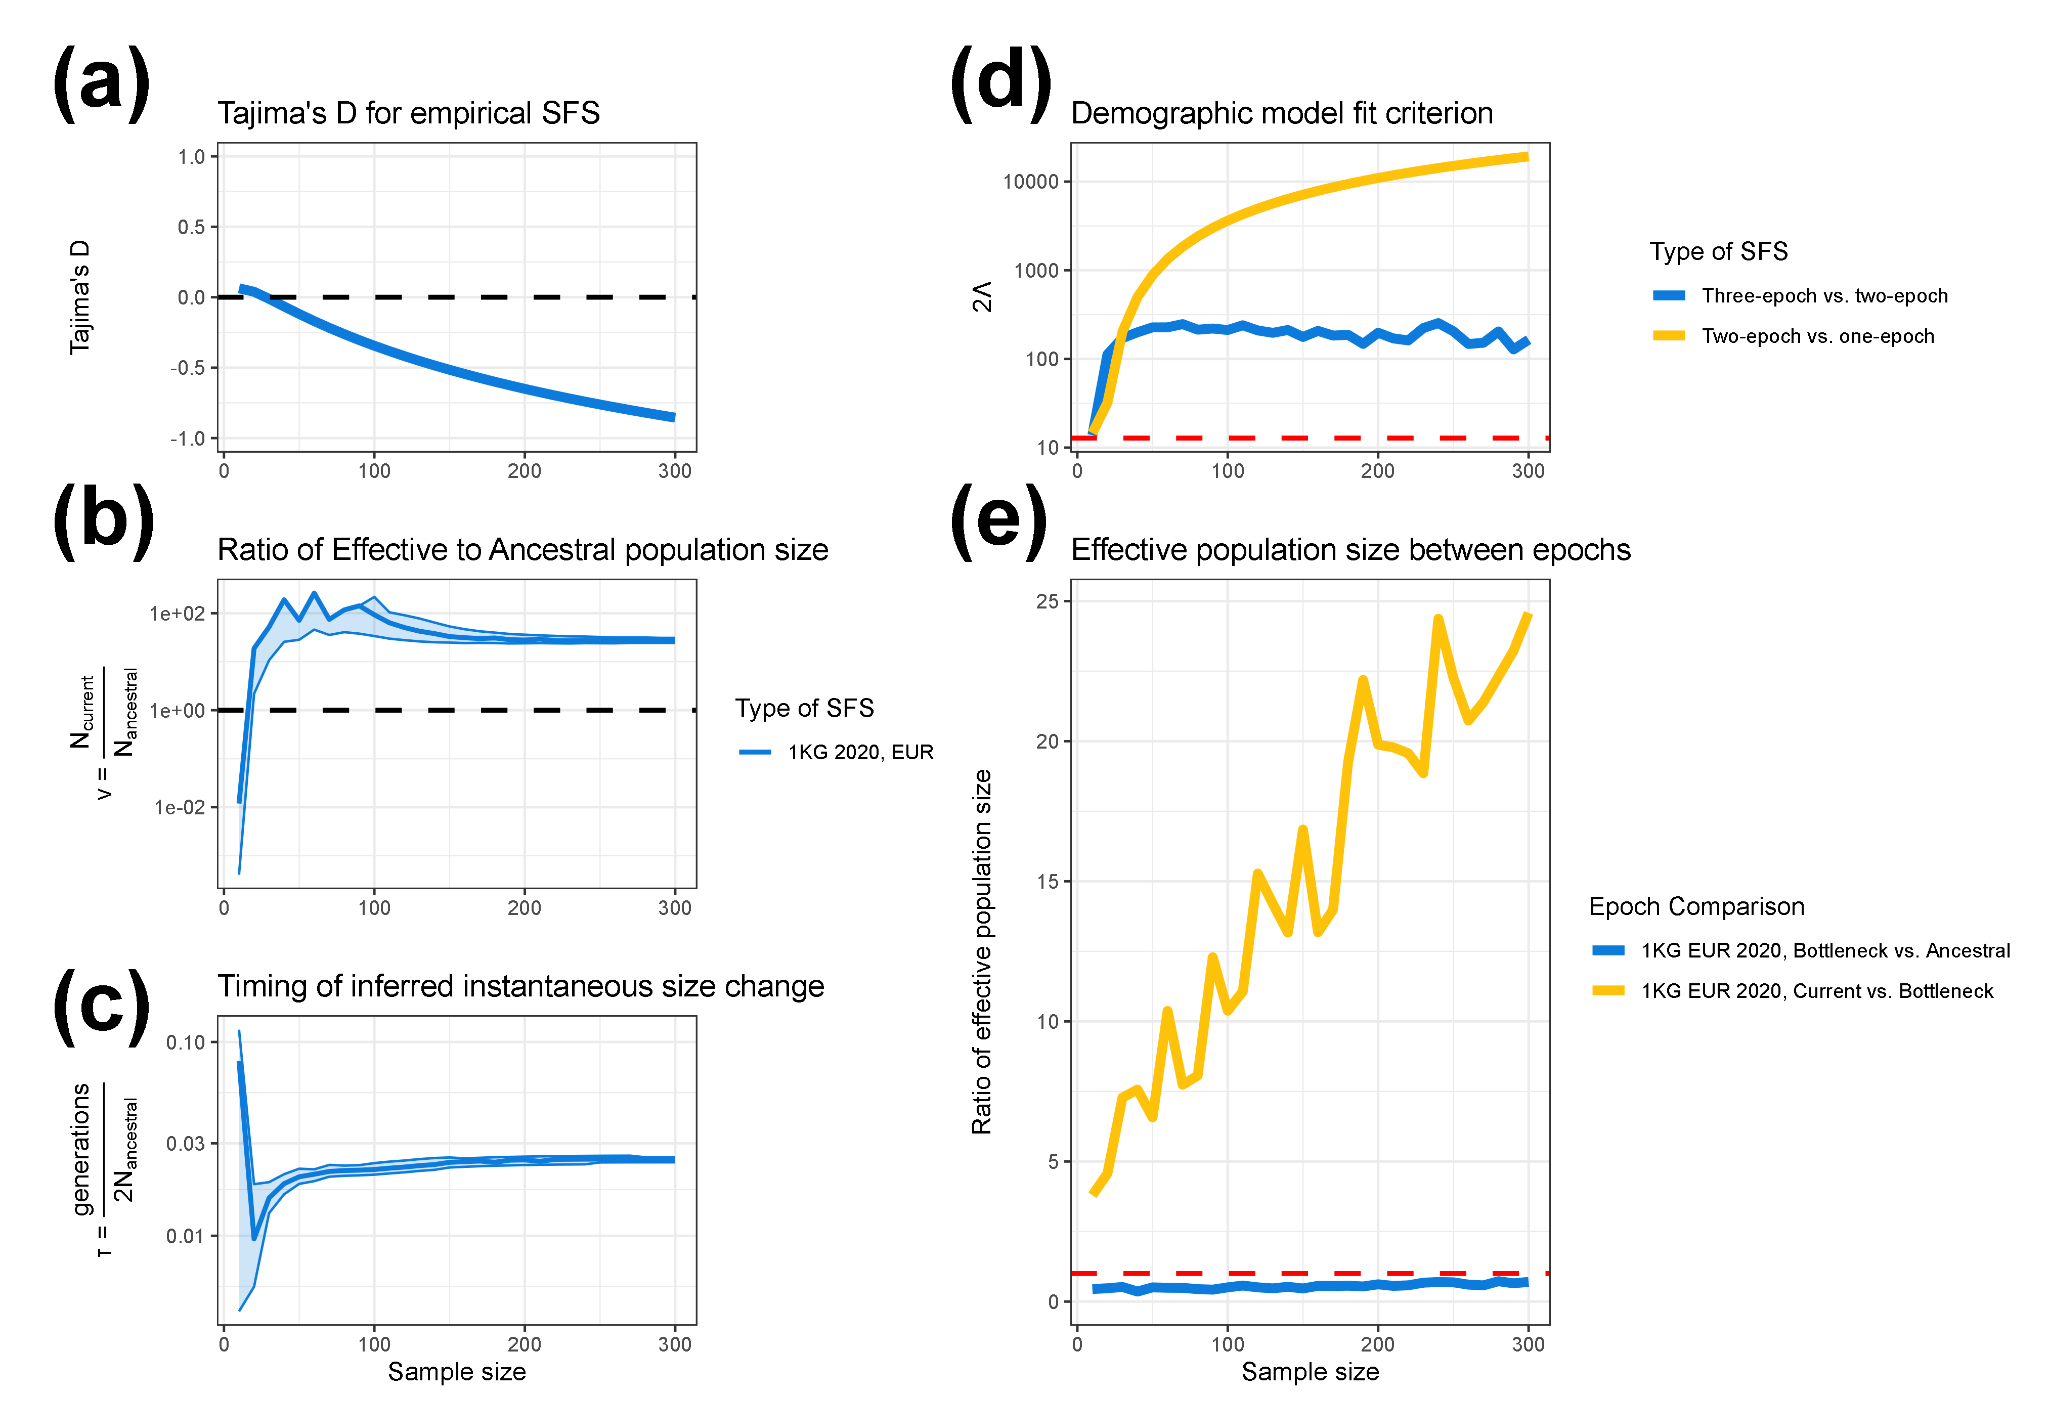 (a)
Tajima's D for empirical SFS
Tajima's D
1.0
0.5
0.0
-0.5
-1.0
0 100 200 300
(b)
Ratio of Effective to Ancestral population size
ν = Ncurrent / Nancestral
1e+02
1e+00
1e-02
0 100 200 300
Type of SFS
1KG 2020, EUR
(c)
Timing of inferred instantaneous size change
τ = generations / 2Nancestral
0.10
0.03
0.01
0 100 200 300
Sample size
(d)
Demographic model fit criterion
2Λ
10000
1000
100
10
0 100 200 300
Type of SFS
Three-epoch vs. two-epoch
Two-epoch vs. one-epoch
(e)
Effective population size between epochs
Ratio of effective population size
25
20
15
10
5
0
0 100 200 300
Sample size
Epoch Comparison
1KG EUR 2020, Bottleneck vs. Ancestral
1KG EUR 2020, Current vs. Bottleneck